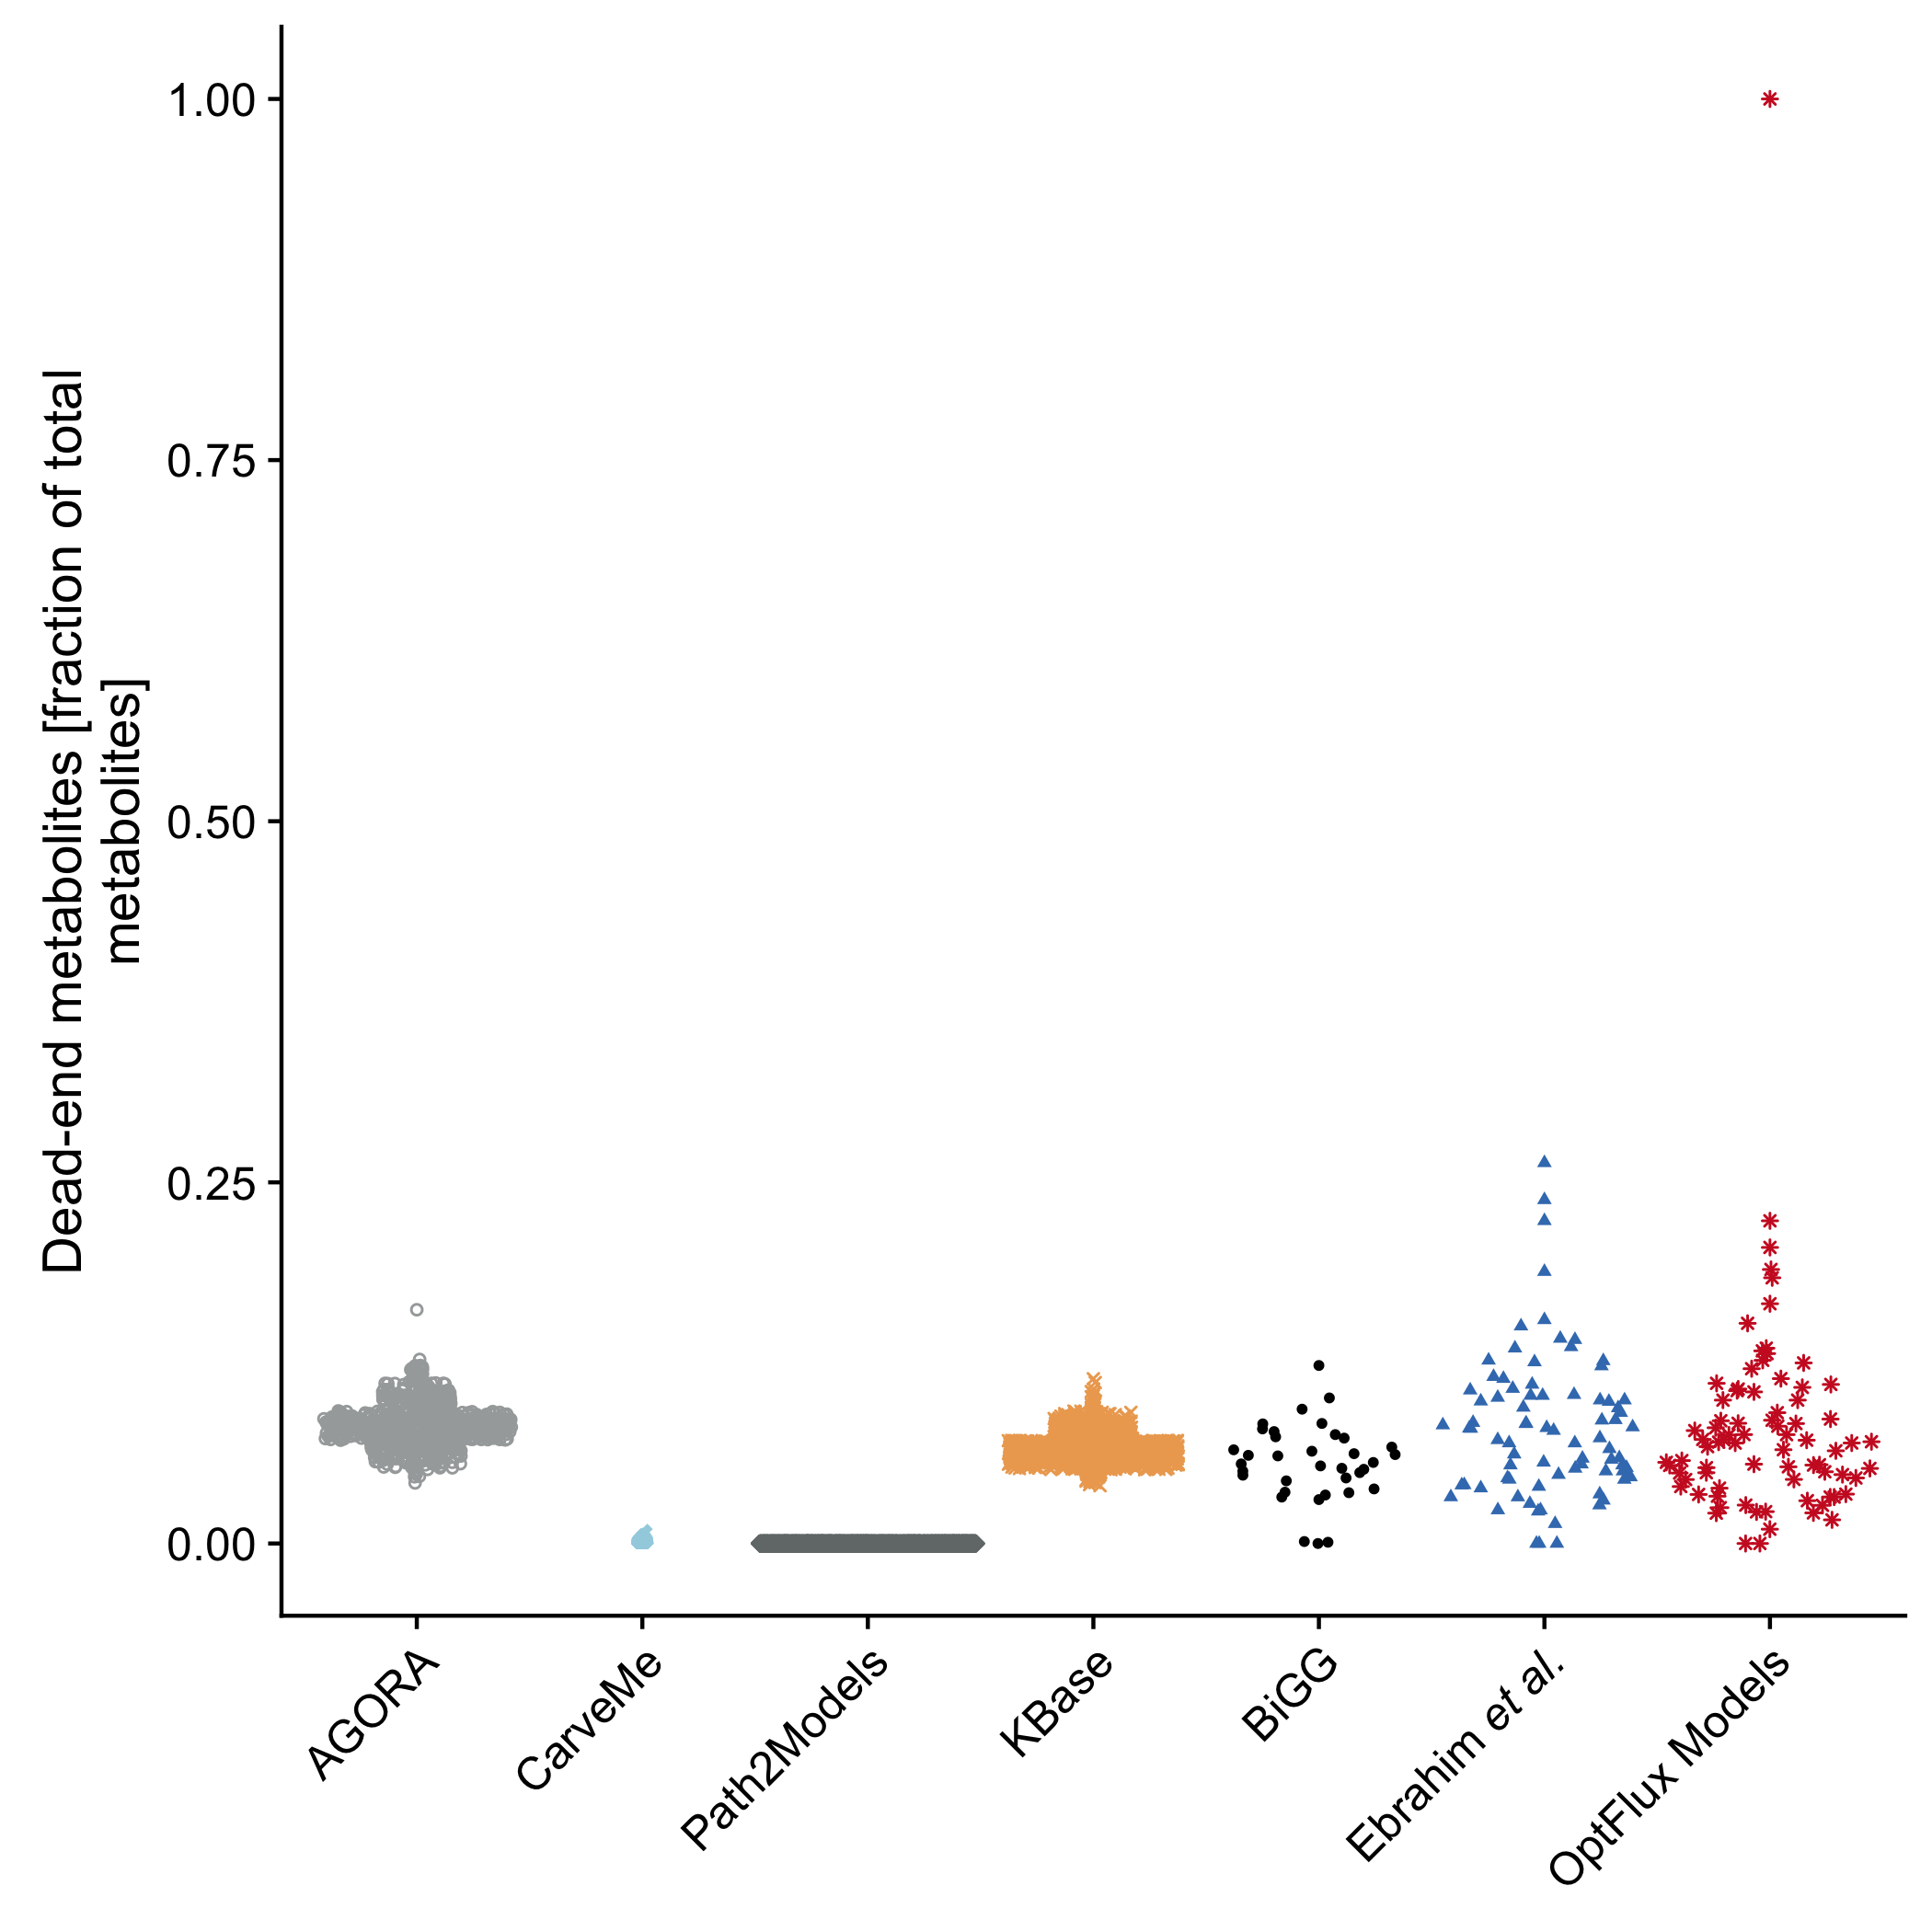 Dead-end metabolites [fraction of total
metabolites]
1.00
0.75
0.50
0.25
0.00
AGORA
CarveMe
Path2Models
KBase
BiGG
Ebrahim et al.
OptFlux Models